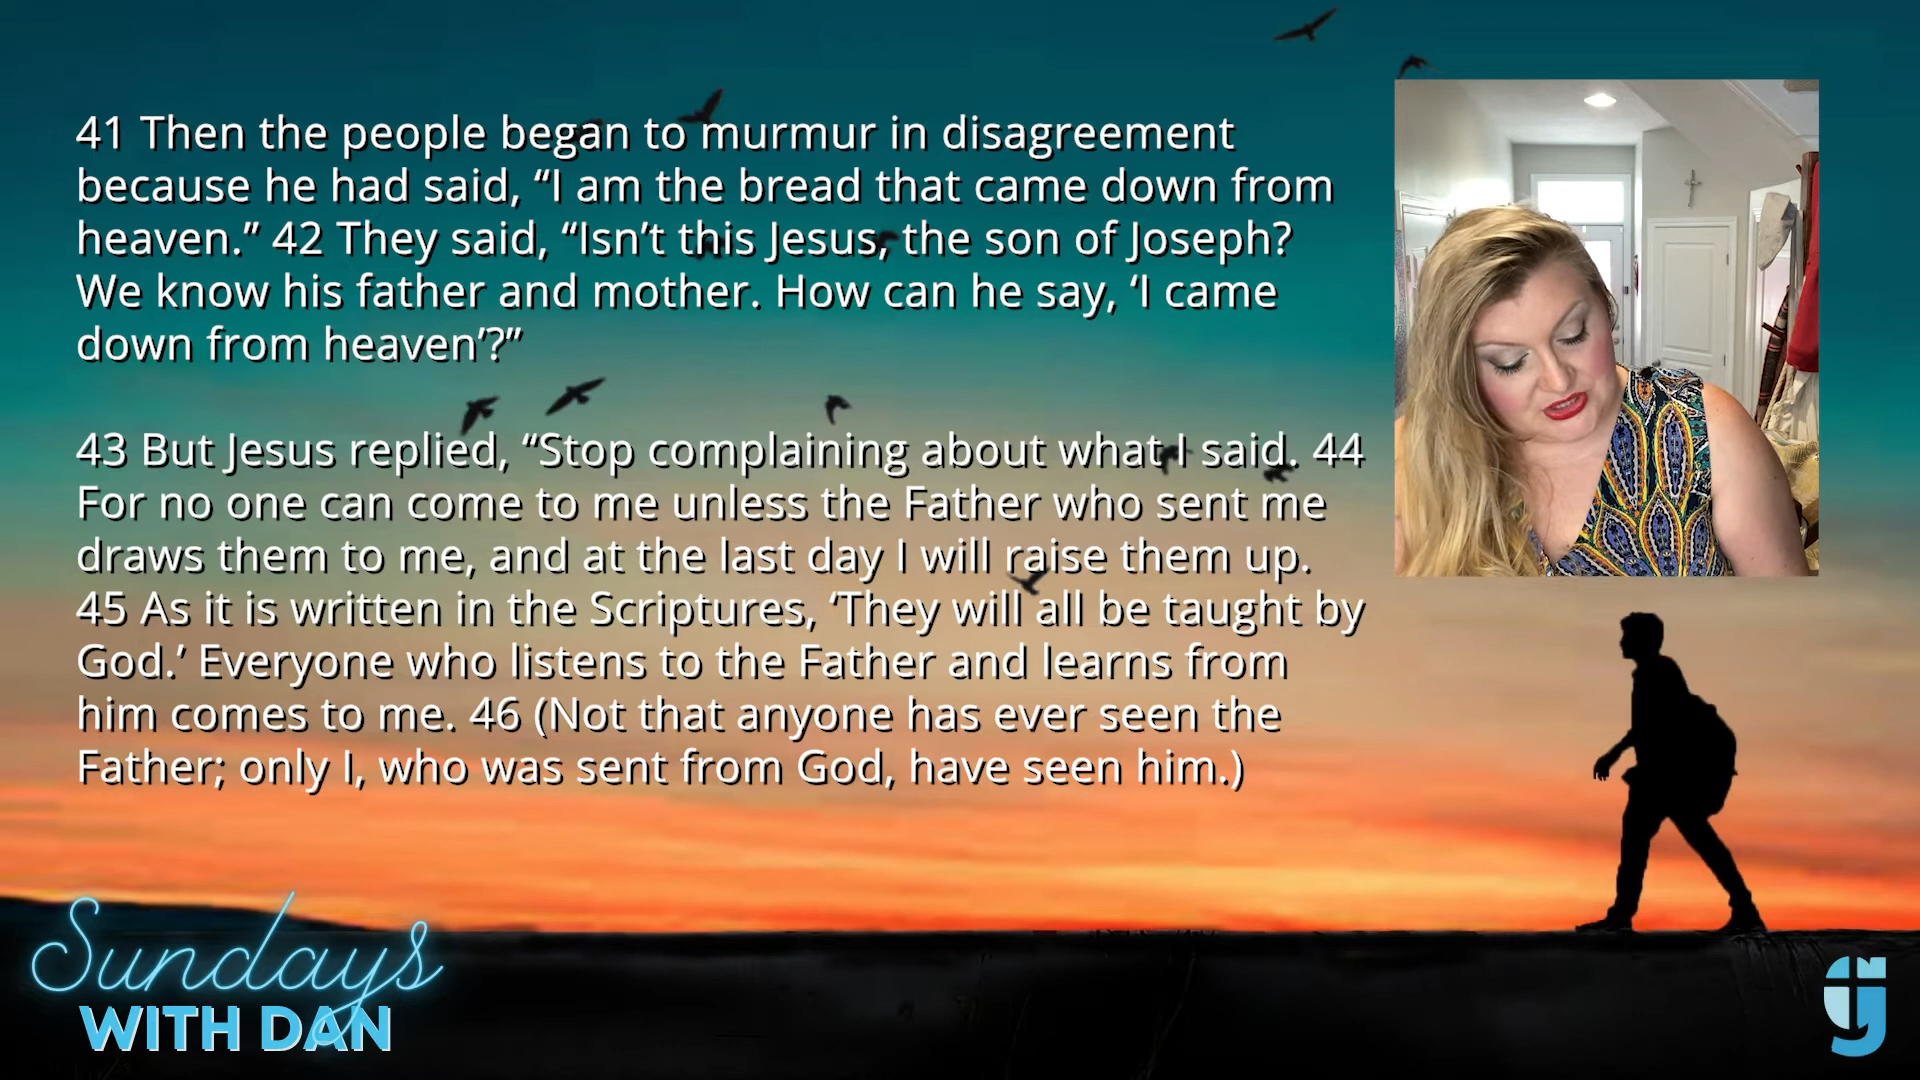 41 Then the people began to murmur in disagreement
because he had said, “I am the bread that came down from
heaven.” 42 They said, “Isn’t this Jesus, the son of Joseph?
We know his father and mother. How can he say, ‘I came
down from heaven’?”
43 But Jesus replied, “Stop complaining about what I said. 44
For no one can come to me unless the Father who sent me
draws them to me, and at the last day I will raise them up.
45 As it is written in the Scriptures, ‘They will all be taught by
God.’ Everyone who listens to the Father and learns from
him comes to me. 46 (Not that anyone has ever seen the
Father; only I, who was sent from God, have seen him.)
Sundays
WITH DAN